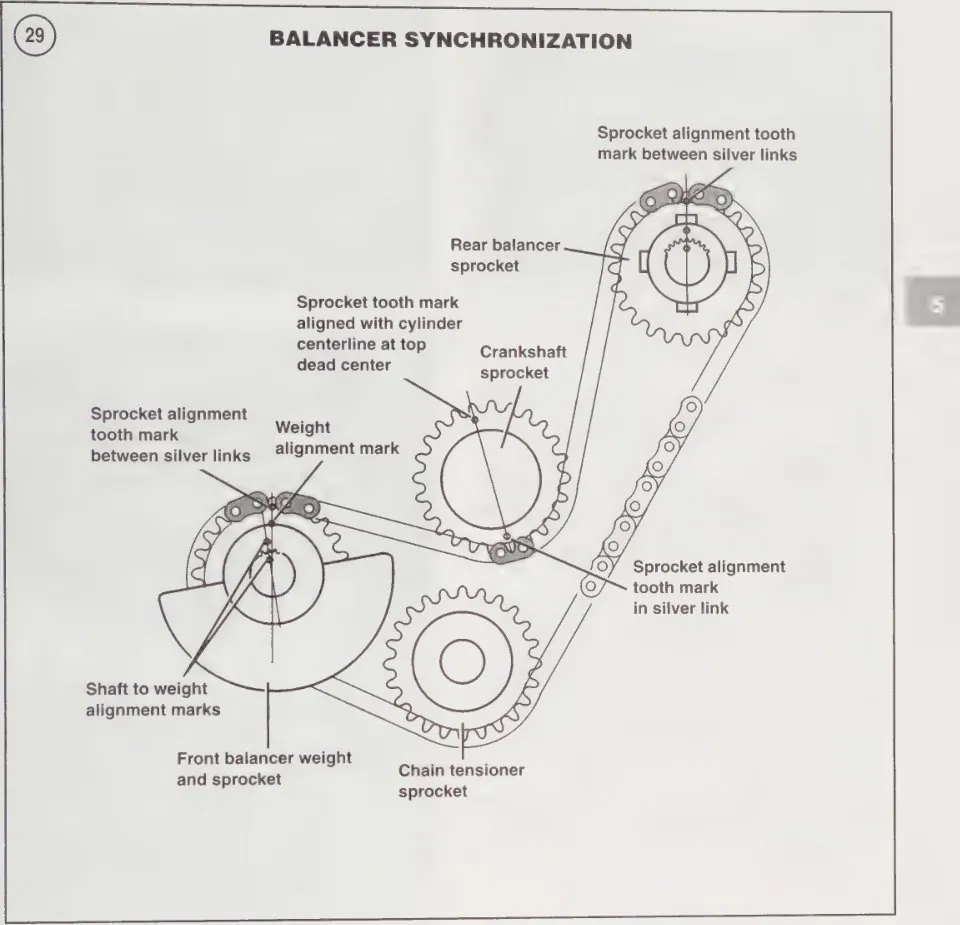 29
BALANCER SYNCHRONIZATION
Sprocket alignment tooth
mark between silver links
Rear balancer
sprocket
Sprocket tooth mark
aligned with cylinder
centerline at top
dead center
Crankshaft
sprocket
Sprocket alignment
tooth mark
between silver links
Weight
alignment mark
Sprocket alignment
tooth mark
in silver link
Shaft to weight
alignment marks
Front balancer weight
and sprocket
Chain tensioner
sprocket
5